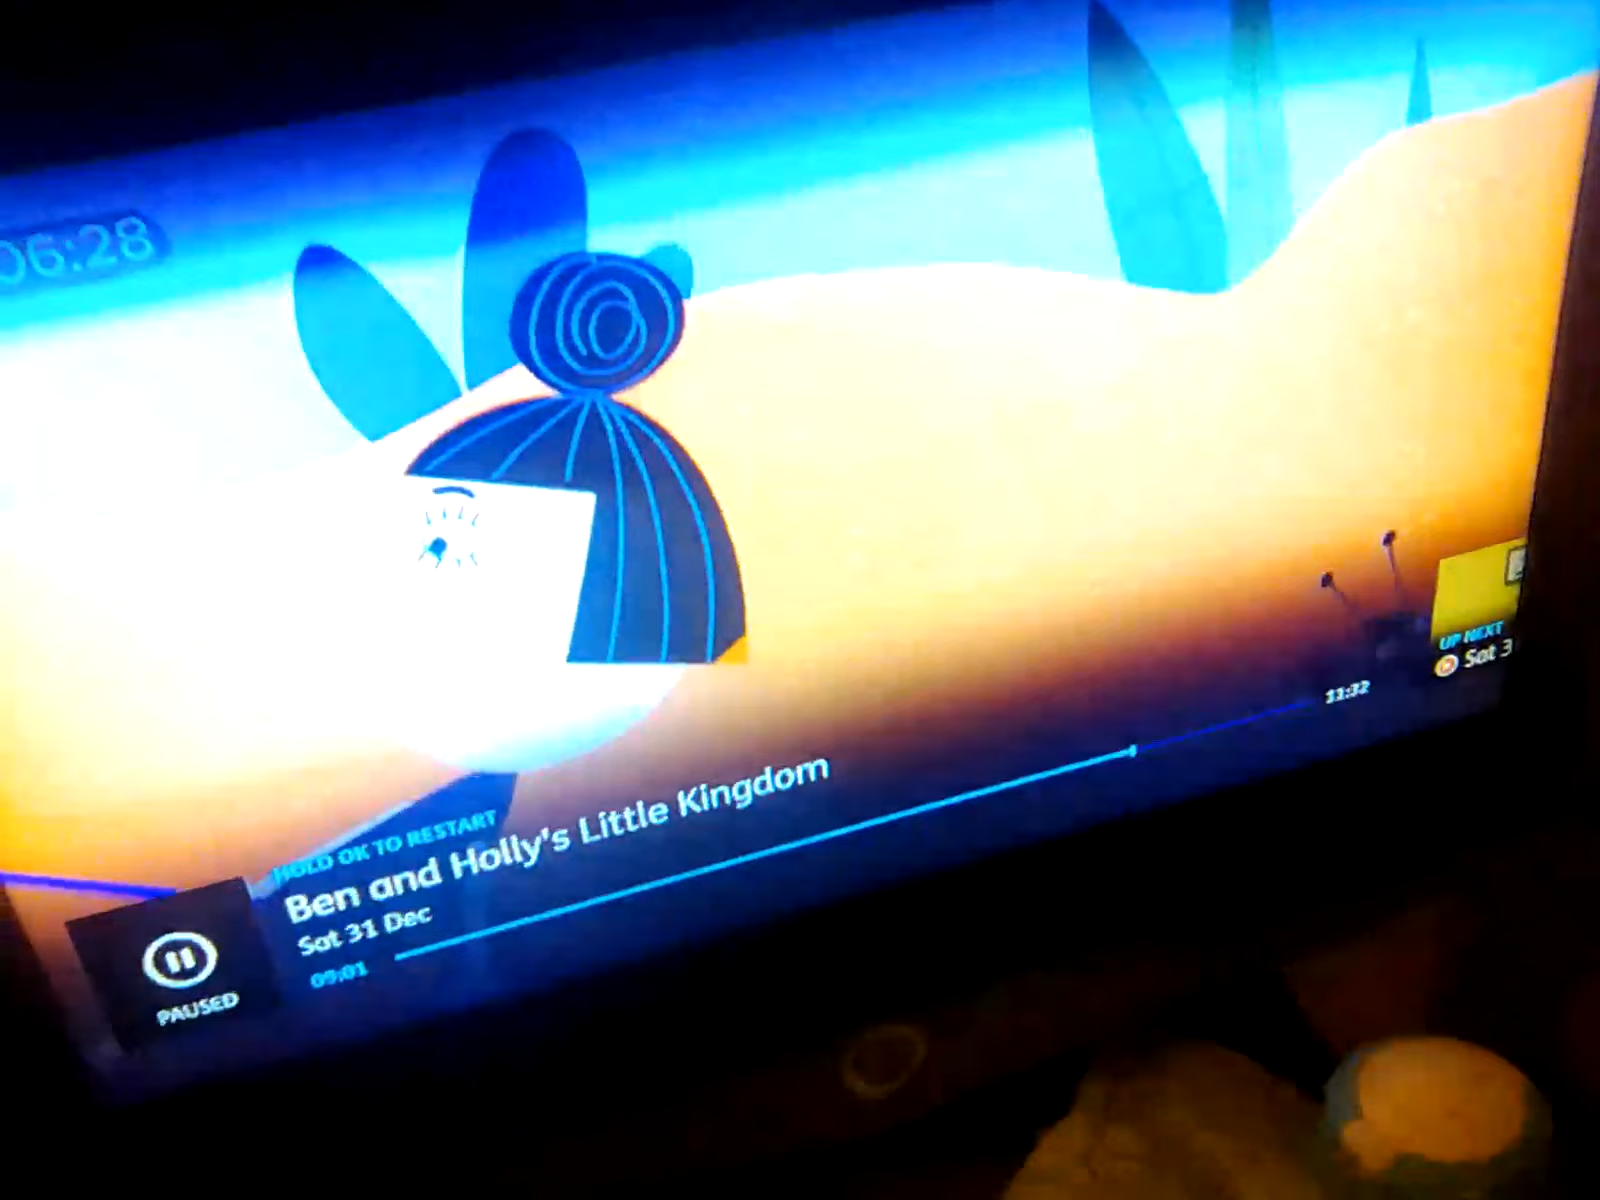 06:28
UP NEXT
Sat 3
11:32
HOLD OK TO RESTART
Ben and Holly's Little Kingdom
Sat 31 Dec
09:01
PAUSED